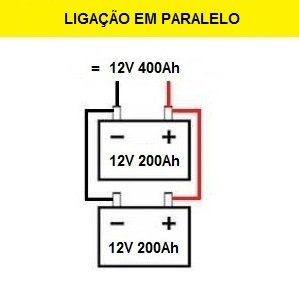 LIGAÇÃO EM PARALELO
= 12V 400Ah
− +
12V 200Ah
− +
12V 200Ah